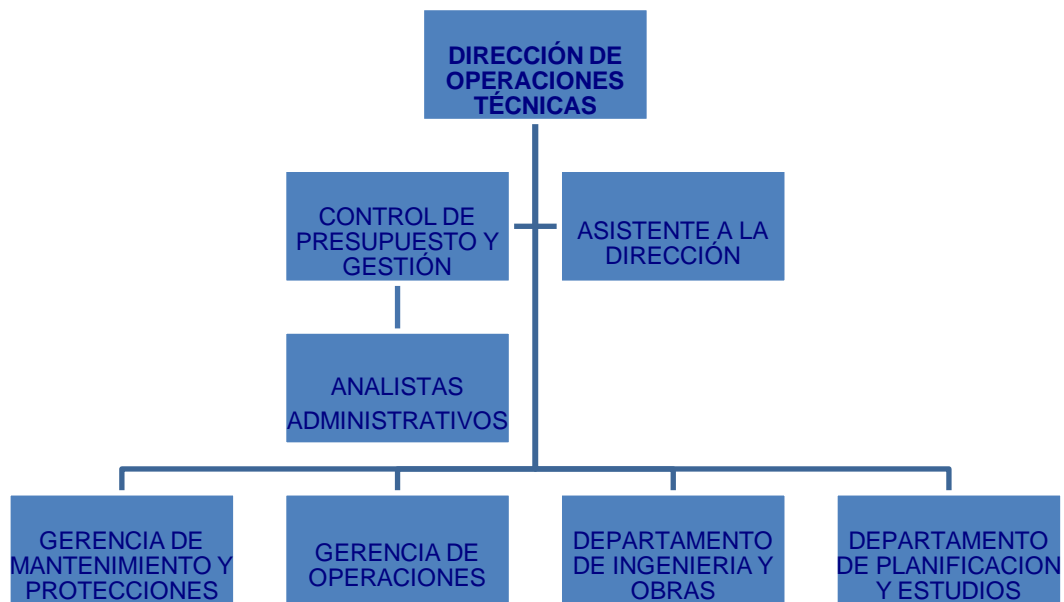 DIRECCIÓN DE
OPERACIONES
TÉCNICAS
CONTROL DE
PRESUPUESTO Y
GESTIÓN
ASISTENTE A LA
DIRECCIÓN
ANALISTAS
ADMINISTRATIVOS
GERENCIA DE
MANTENIMIENTO Y
PROTECCIONES
GERENCIA DE
OPERACIONES
DEPARTAMENTO
DE INGENIERIA Y
OBRAS
DEPARTAMENTO
DE PLANIFICACION
Y ESTUDIOS